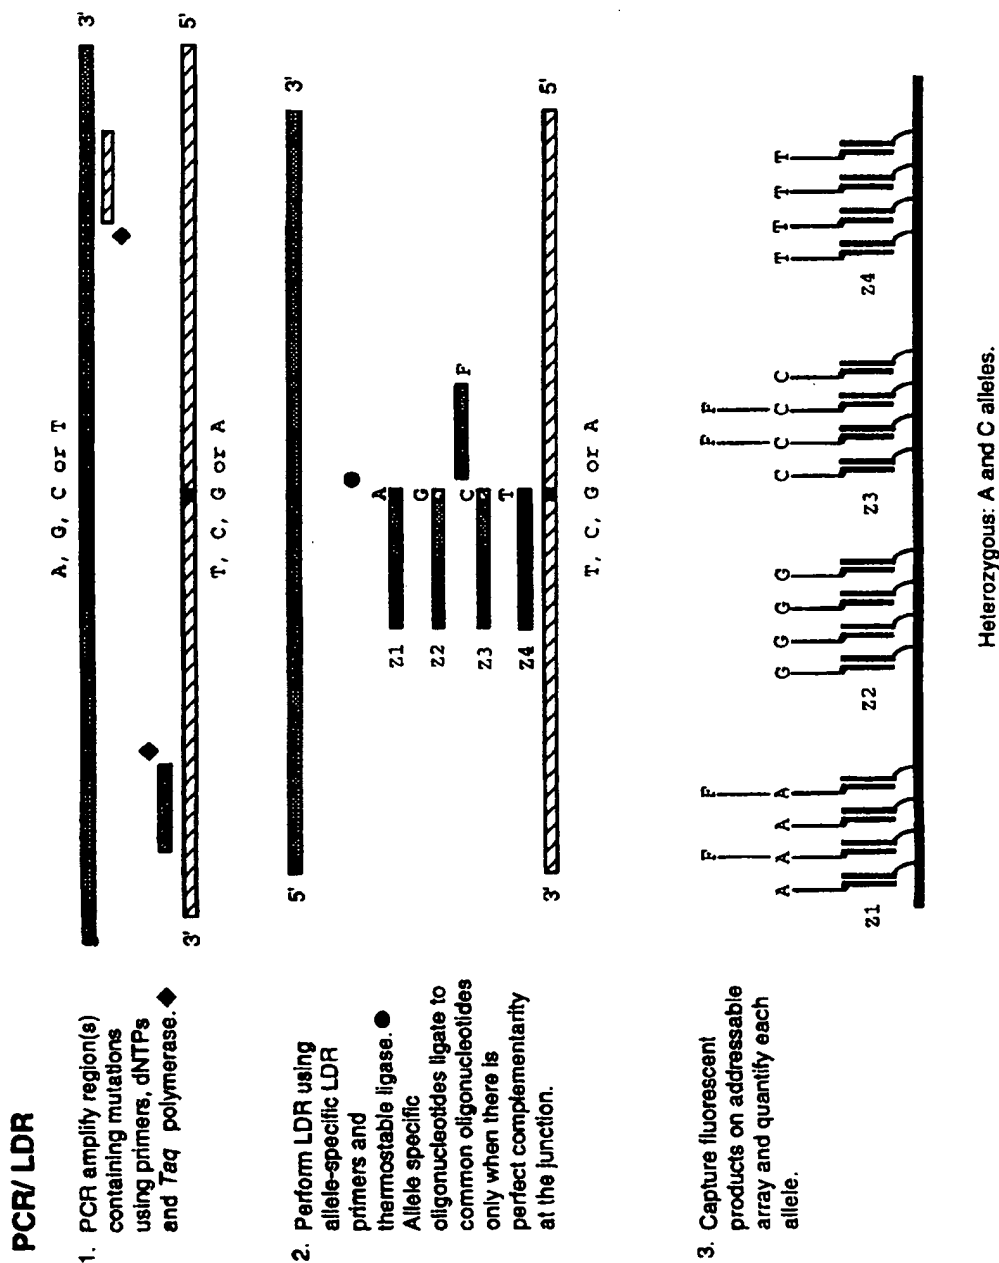 PCR/ LDR
1. PCR amplify region(s)
containing mutations
using primers, dNTPs
and Taq polymerase. ◆
A, G, C or T
3'
3'
5'
T, C, G or A
2. Perform LDR using
allele-specific LDR
primers and
thermostable ligase. ●
Allele specific
oligonucleotides ligate to
common oligonucleotides
only when there is
perfect complementarity
at the junction.
5'
3'
Z1
A
Z2
G
Z3
C
F
Z4
T
3'
5'
T, C, G or A
3. Capture fluorescent
products on addressable
array and quantify each
allele.
F F F F
A A A A G G G G C C C C T T T T
Z1 Z2 Z3 Z4
Heterozygous: A and C alleles.